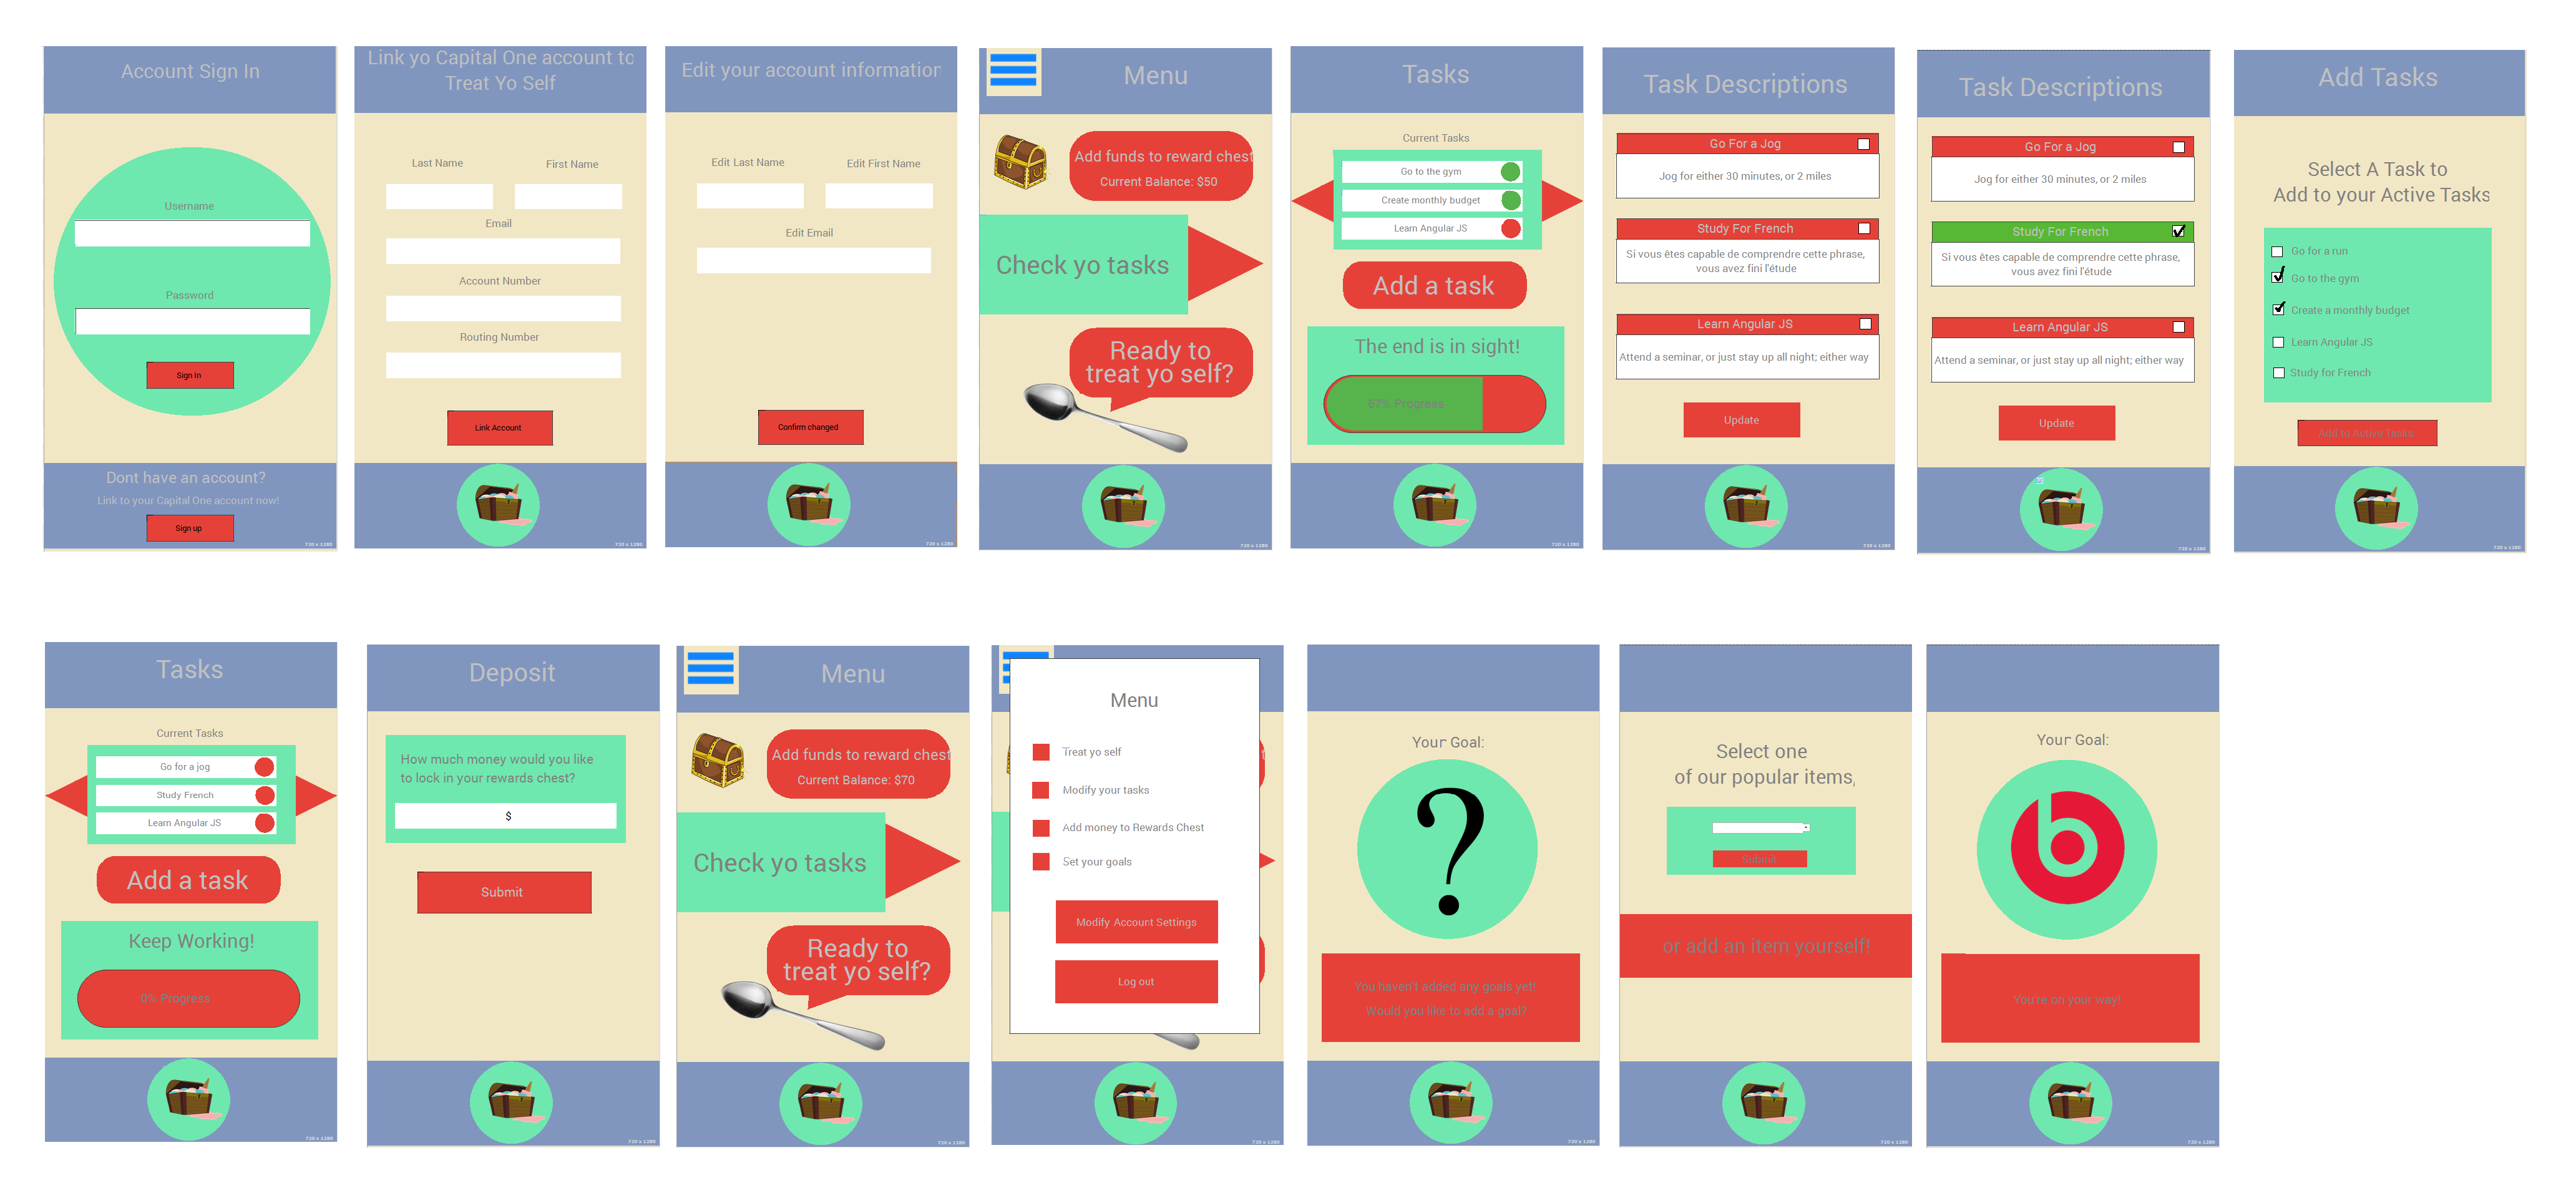 Account Sign In
Username
Password
Sign In
Dont have an account?
Link to your Capital One account now!
Sign up
720 x 1280
Link yo Capital One account to
Treat Yo Self
Last Name
First Name
Email
Account Number
Routing Number
Link Account
720 x 1280
Edit your account information
Edit Last Name
Edit First Name
Edit Email
Confirm changed
720 x 1280
Menu
Add funds to reward chest
Current Balance: $50
Check yo tasks
Ready to
treat yo self?
720 x 1280
Tasks
Current Tasks
Go to the gym
Create monthly budget
Learn Angular JS
Add a task
The end is in sight!
67% Progress
720 x 1280
Task Descriptions
Go For a Jog
Jog for either 30 minutes, or 2 miles
Study For French
Si vous êtes capable de comprendre cette phrase,
vous avez fini l'étude
Learn Angular JS
Attend a seminar, or just stay up all night; either way
Update
720 x 1280
Task Descriptions
Go For a Jog
Jog for either 30 minutes, or 2 miles
Study For French
Si vous êtes capable de comprendre cette phrase,
vous avez fini l'étude
Learn Angular JS
Attend a seminar, or just stay up all night; either way
Update
720 x 1280
Add Tasks
Select A Task to
Add to your Active Tasks
Go for a run
Go to the gym
Create a monthly budget
Learn Angular JS
Study for French
Add to Active Tasks
720 x 1280
Tasks
Current Tasks
Go for a jog
Study French
Learn Angular JS
Add a task
Keep Working!
0% Progress
720 x 1280
Deposit
How much money would you like
to lock in your rewards chest?
$
Submit
720 x 1280
Menu
Add funds to reward chest
Current Balance: $70
Check yo tasks
Ready to
treat yo self?
720 x 1280
Menu
Treat yo self
Modify your tasks
Add money to Rewards Chest
Set your goals
Modify Account Settings
Log out
720 x 1280
Your Goal:
?
You haven't added any goals yet!
Would you like to add a goal?
720 x 1280
Select one
of our popular items,
Submit
or add an item yourself!
720 x 1280
Your Goal:
b
You're on your way!
720 x 1280